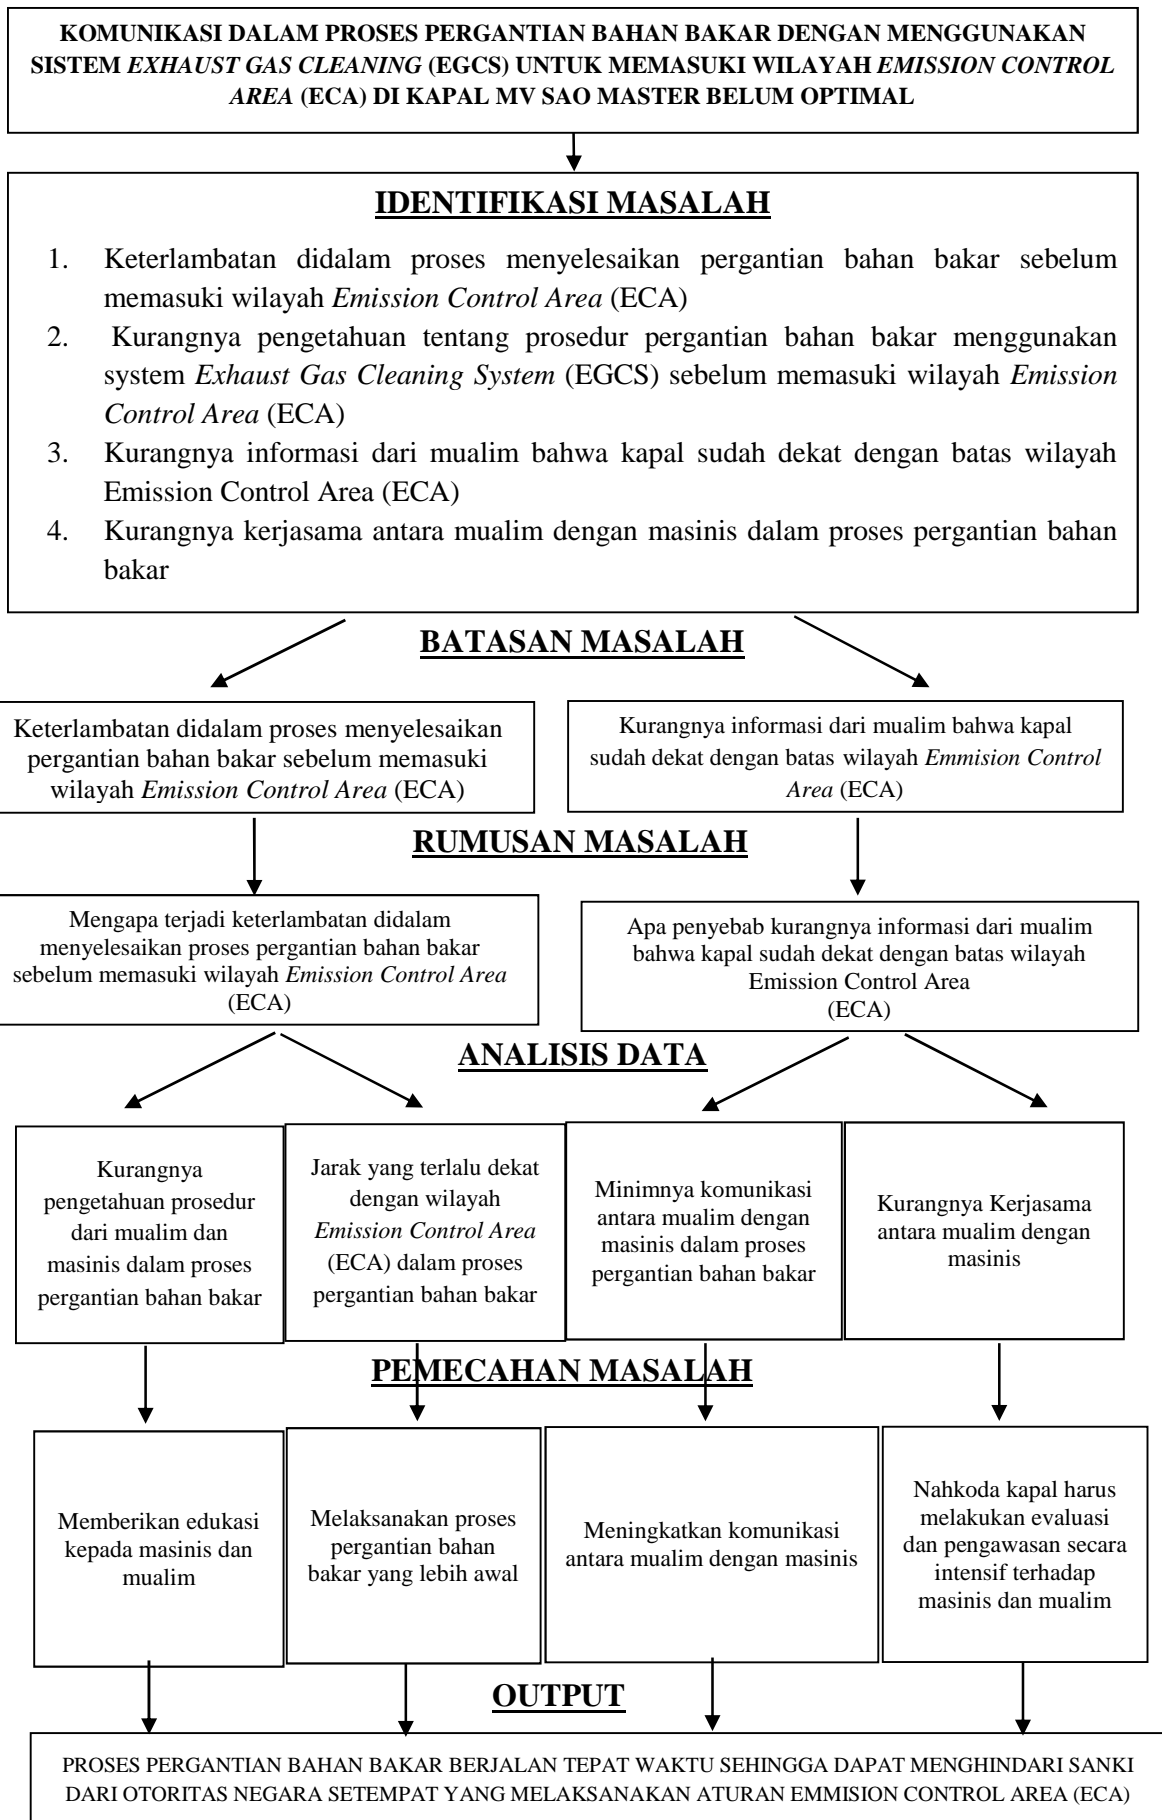 KOMUNIKASI DALAM PROSES PERGANTIAN BAHAN BAKAR DENGAN MENGGUNAKAN
SISTEM EXHAUST GAS CLEANING (EGCS) UNTUK MEMASUKI WILAYAH EMISSION CONTROL
AREA (ECA) DI KAPAL MV SAO MASTER BELUM OPTIMAL
IDENTIFIKASI MASALAH
1. Keterlambatan didalam proses menyelesaikan pergantian bahan bakar sebelum
memasuki wilayah Emission Control Area (ECA)
2. Kurangnya pengetahuan tentang prosedur pergantian bahan bakar menggunakan
system Exhaust Gas Cleaning System (EGCS) sebelum memasuki wilayah Emission
Control Area (ECA)
3. Kurangnya informasi dari mualim bahwa kapal sudah dekat dengan batas wilayah
Emission Control Area (ECA)
4. Kurangnya kerjasama antara mualim dengan masinis dalam proses pergantian bahan
bakar
BATASAN MASALAH
Keterlambatan didalam proses menyelesaikan
pergantian bahan bakar sebelum memasuki
wilayah Emission Control Area (ECA)
Kurangnya informasi dari mualim bahwa kapal
sudah dekat dengan batas wilayah Emmision Control
Area (ECA)
RUMUSAN MASALAH
Mengapa terjadi keterlambatan didalam
menyelesaikan proses pergantian bahan bakar
sebelum memasuki wilayah Emission Control Area
(ECA)
Apa penyebab kurangnya informasi dari mualim
bahwa kapal sudah dekat dengan batas wilayah
Emission Control Area
(ECA)
ANALISIS DATA
Kurangnya
pengetahuan prosedur
dari mualim dan
masinis dalam proses
pergantian bahan bakar
Jarak yang terlalu dekat
dengan wilayah
Emission Control Area
(ECA) dalam proses
pergantian bahan bakar
Minimnya komunikasi
antara mualim dengan
masinis dalam proses
pergantian bahan bakar
Kurangnya Kerjasama
antara mualim dengan
masinis
PEMECAHAN MASALAH
Memberikan edukasi
kepada masinis dan
mualim
Melaksanakan proses
pergantian bahan
bakar yang lebih awal
Meningkatkan komunikasi
antara mualim dengan masinis
Nahkoda kapal harus
melakukan evaluasi
dan pengawasan secara
intensif terhadap
masinis dan mualim
OUTPUT
PROSES PERGANTIAN BAHAN BAKAR BERJALAN TEPAT WAKTU SEHINGGA DAPAT MENGHINDARI SANKI
DARI OTORITAS NEGARA SETEMPAT YANG MELAKSANAKAN ATURAN EMMISION CONTROL AREA (ECA)